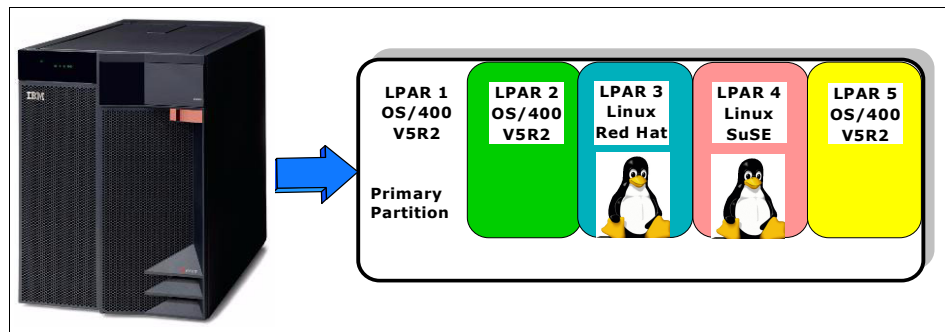 IBM
LPAR 1
OS/400
V5R2
Primary
Partition
LPAR 2
OS/400
V5R2
LPAR 3
Linux
Red Hat
LPAR 4
Linux
SuSE
LPAR 5
OS/400
V5R2